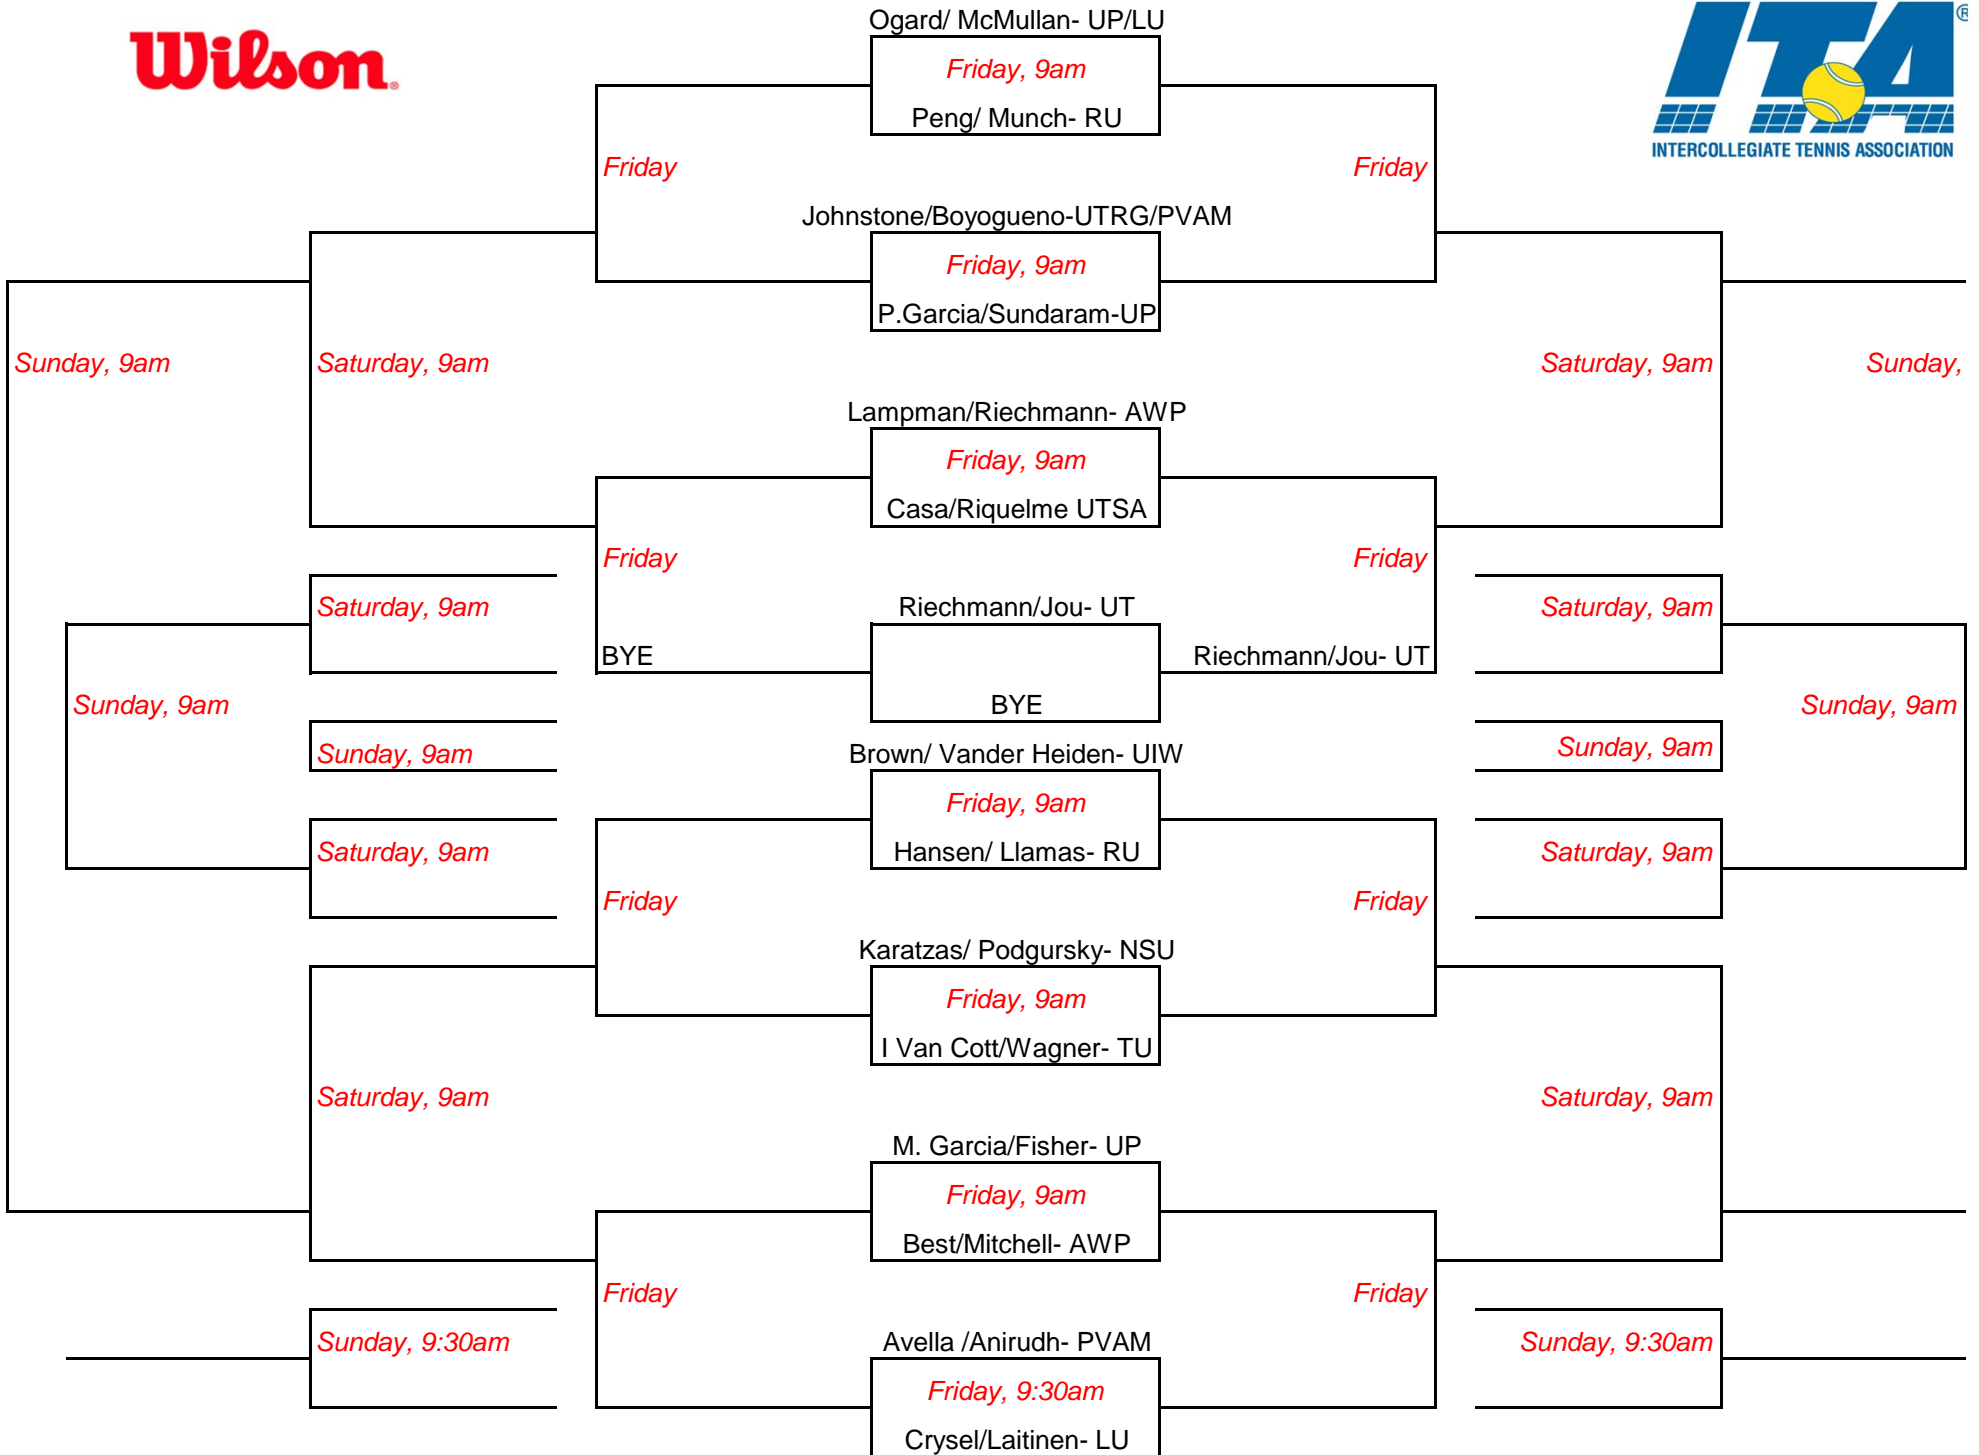 Wilson
ITA
®
INTERCOLLEGIATE TENNIS ASSOCIATION
Ogard/ McMullan- UP/LU
Friday, 9am
Peng/ Munch- RU
Friday
Friday
Johnstone/Boyogueno-UTRG/PVAM
Friday, 9am
P.Garcia/Sundaram-UP
Sunday, 9am
Saturday, 9am
Saturday, 9am
Sunday,
Lampman/Riechmann- AWP
Friday, 9am
Casa/Riquelme UTSA
Friday
Friday
Saturday, 9am
Riechmann/Jou- UT
Saturday, 9am
BYE
Riechmann/Jou- UT
Sunday, 9am
BYE
Sunday, 9am
Sunday, 9am
Brown/ Vander Heiden- UIW
Sunday, 9am
Friday, 9am
Saturday, 9am
Hansen/ Llamas- RU
Saturday, 9am
Friday
Friday
Karatzas/ Podgursky- NSU
Friday, 9am
I Van Cott/Wagner- TU
Saturday, 9am
Saturday, 9am
M. Garcia/Fisher- UP
Friday, 9am
Best/Mitchell- AWP
Friday
Friday
Sunday, 9:30am
Avella /Anirudh- PVAM
Sunday, 9:30am
Friday, 9:30am
Crysel/Laitinen- LU